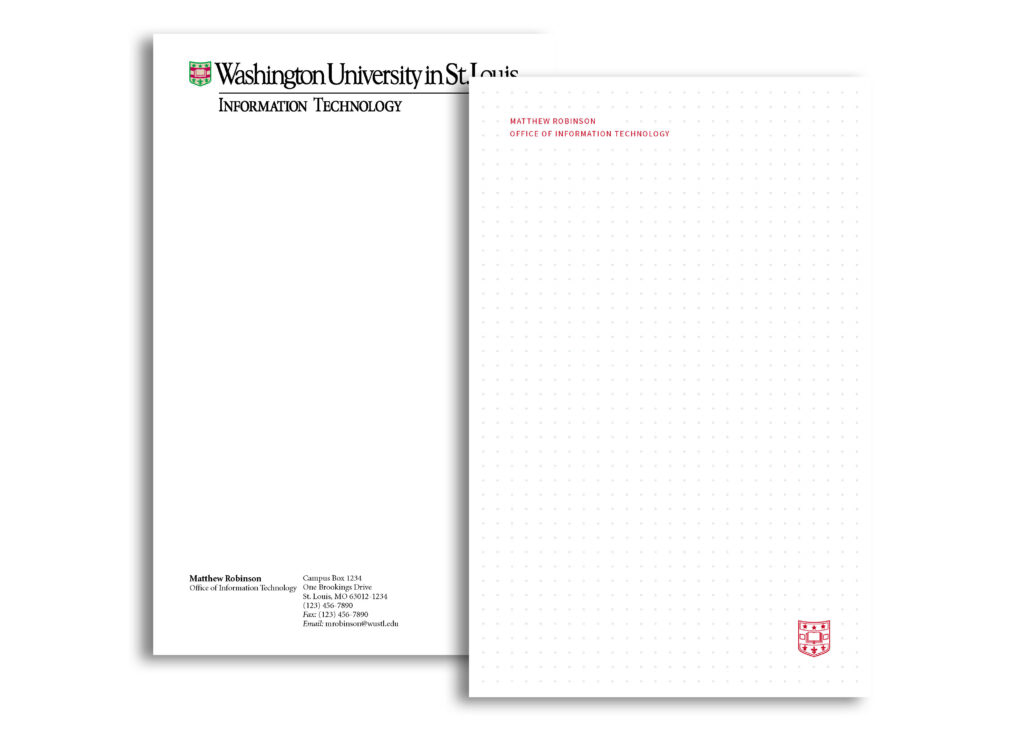 Washington University in St. Louis
INFORMATION TECHNOLOGY
Matthew Robinson
Office of Information Technology
Campus Box 1234
One Brookings Drive
St. Louis, MO 63012-1234
(123) 456-7890
Fax: (123) 456-7890
Email: mrobinson@wustl.edu
MATTHEW ROBINSON
OFFICE OF INFORMATION TECHNOLOGY